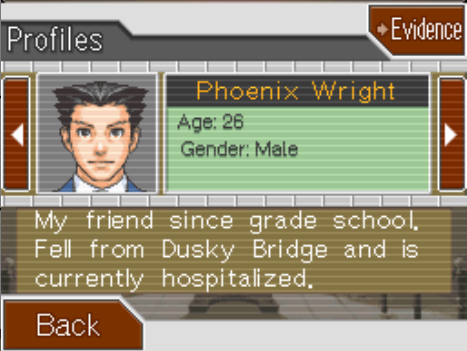 Profiles
Evidence
Phoenix Wright
Age: 26
Gender: Male
My friend since grade school.
Fell from Dusky Bridge and is
currently hospitalized.
Back